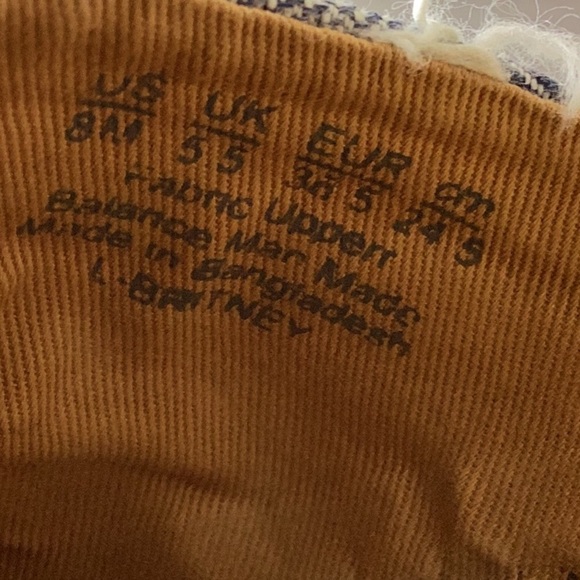 US UK EUR cm
8M 5 5 38 5 24 5
Fabric Upperr
Balance Man Made
Made in Bangladesh
L-BRITNEY